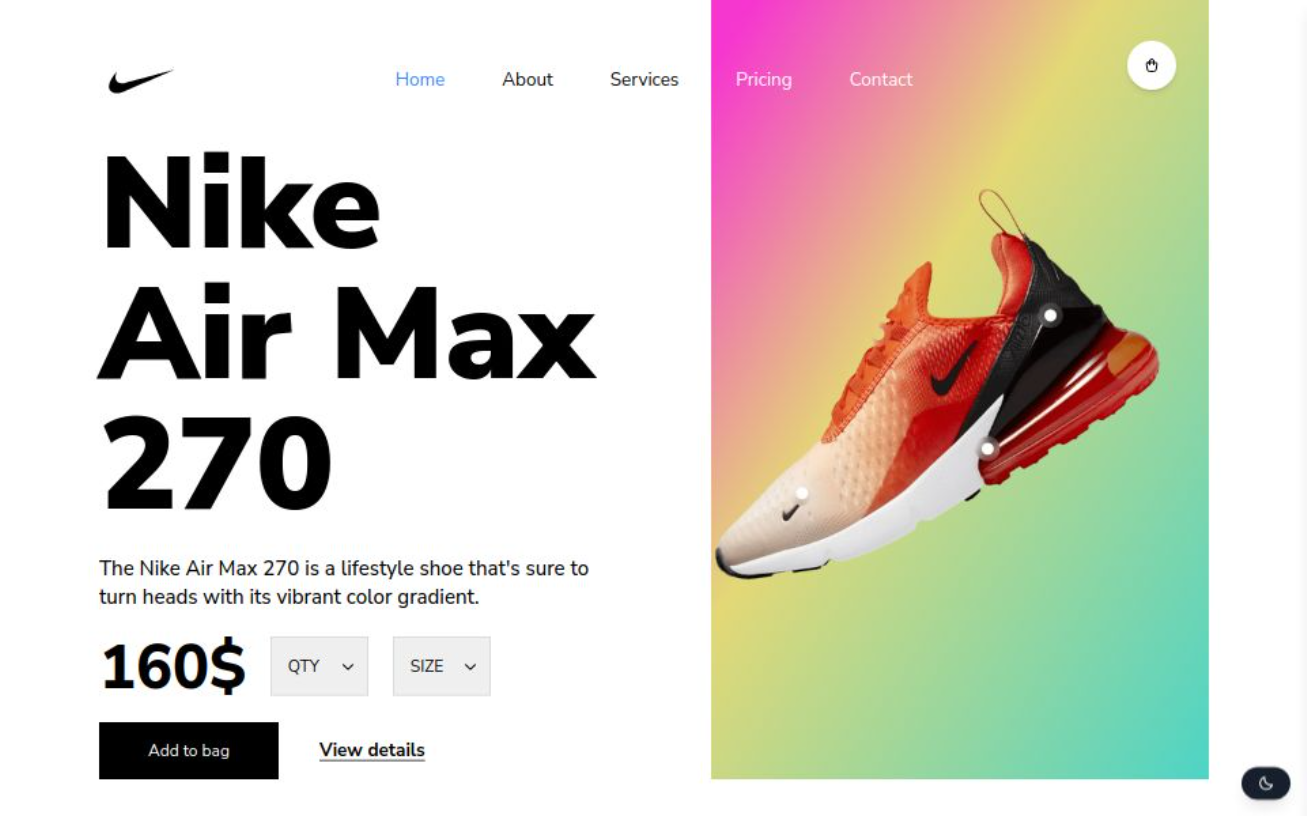 Home About Services Pricing Contact
Nike
Air Max
270
The Nike Air Max 270 is a lifestyle shoe that's sure to
turn heads with its vibrant color gradient.
160$ QTY SIZE
Add to bag View details